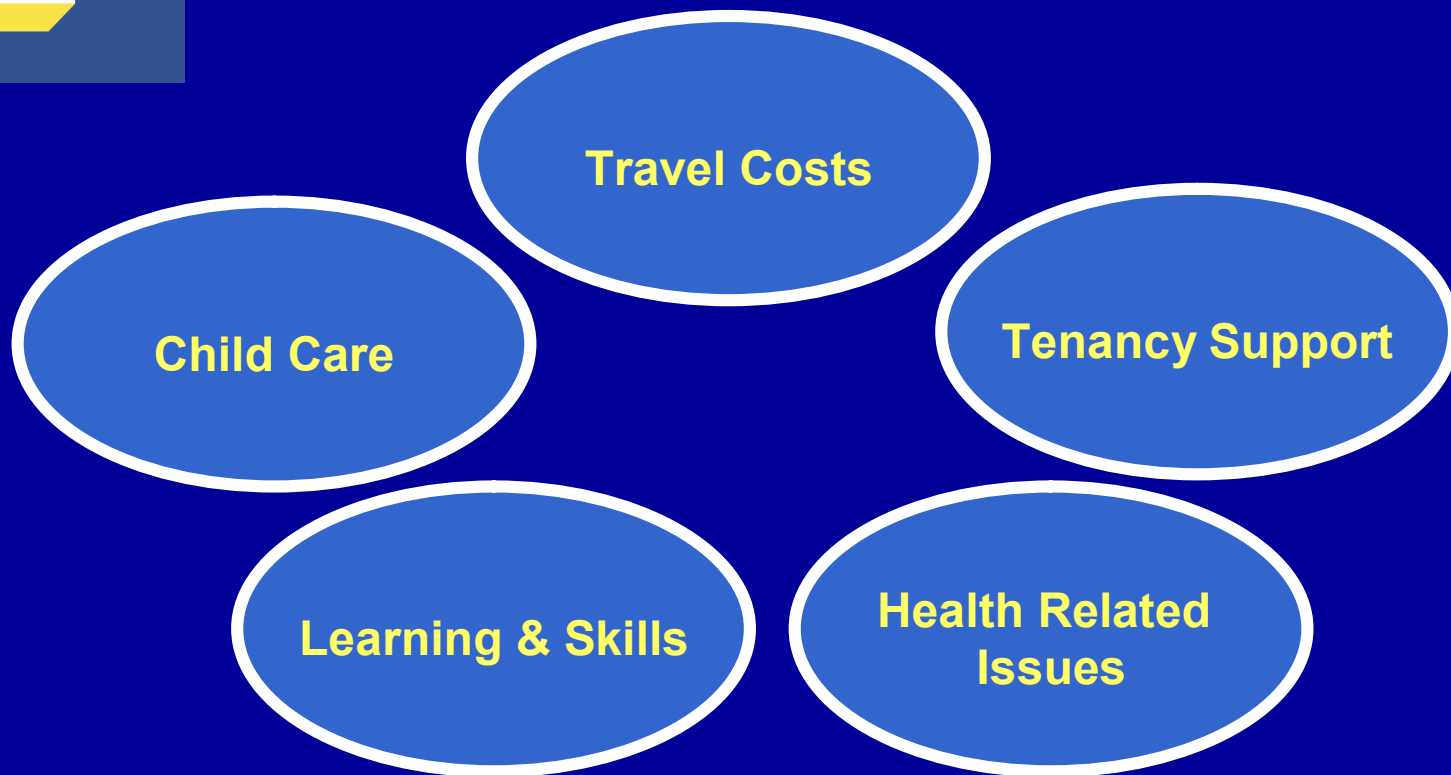 Travel Costs
Child Care
Tenancy Support
Learning & Skills
Health Related
Issues